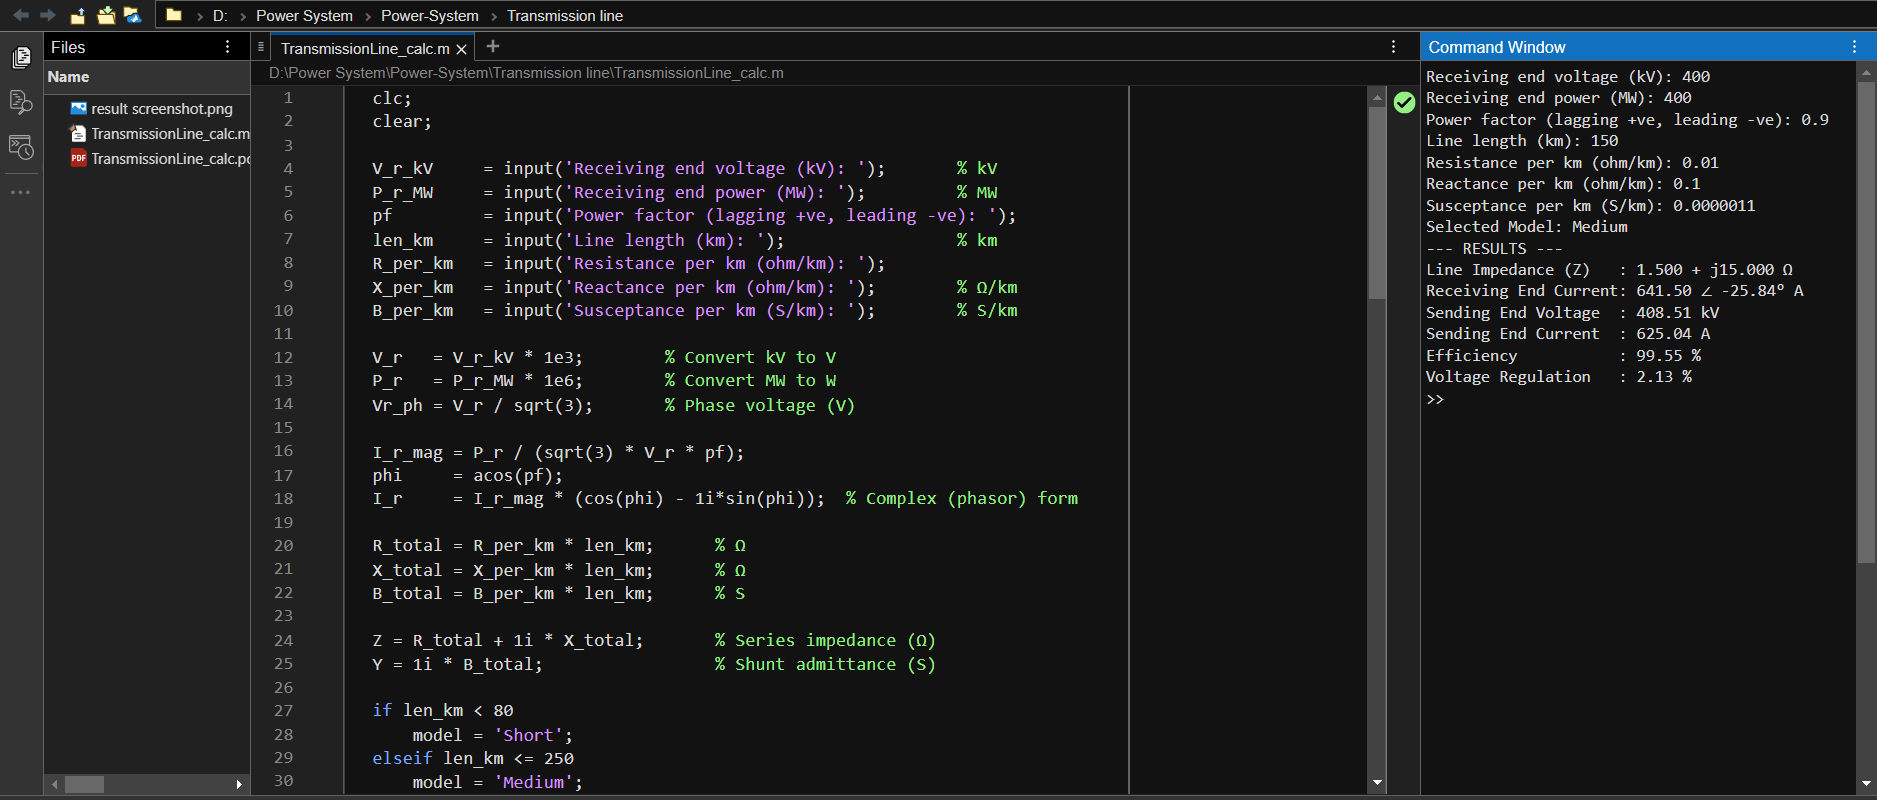 D: Power System Power-System Transmission line
Files
Name
result screenshot.png
TransmissionLine_calc.m
TransmissionLine_calc.pc
TransmissionLine_calc.m
D:\Power System\Power-System\Transmission line\TransmissionLine_calc.m
1 clc;
2 clear;
3
4 V_r_kV = input('Receiving end voltage (kV): '); % kV
5 P_r_MW = input('Receiving end power (MW): '); % MW
6 pf = input('Power factor (lagging +ve, leading -ve): ');
7 len_km = input('Line length (km): '); % km
8 R_per_km = input('Resistance per km (ohm/km): ');
9 X_per_km = input('Reactance per km (ohm/km): '); % Ω/km
10 B_per_km = input('Susceptance per km (S/km): '); % S/km
11
12 V_r = V_r_kV * 1e3; % Convert kV to V
13 P_r = P_r_MW * 1e6; % Convert MW to W
14 Vr_ph = V_r / sqrt(3); % Phase voltage (V)
15
16 I_r_mag = P_r / (sqrt(3) * V_r * pf);
17 phi = acos(pf);
18 I_r = I_r_mag * (cos(phi) - 1i*sin(phi)); % Complex (phasor) form
19
20 R_total = R_per_km * len_km; % Ω
21 X_total = X_per_km * len_km; % Ω
22 B_total = B_per_km * len_km; % S
23
24 Z = R_total + 1i * X_total; % Series impedance (Ω)
25 Y = 1i * B_total; % Shunt admittance (S)
26
27 if len_km < 80
28 model = 'Short';
29 elseif len_km <= 250
30 model = 'Medium';
Command Window
Receiving end voltage (kV): 400
Receiving end power (MW): 400
Power factor (lagging +ve, leading -ve): 0.9
Line length (km): 150
Resistance per km (ohm/km): 0.01
Reactance per km (ohm/km): 0.1
Susceptance per km (S/km): 0.0000011
Selected Model: Medium
--- RESULTS ---
Line Impedance (Z) : 1.500 + j15.000 Ω
Receiving End Current: 641.50 ∠ -25.84° A
Sending End Voltage : 408.51 kV
Sending End Current : 625.04 A
Efficiency : 99.55 %
Voltage Regulation : 2.13 %
>>